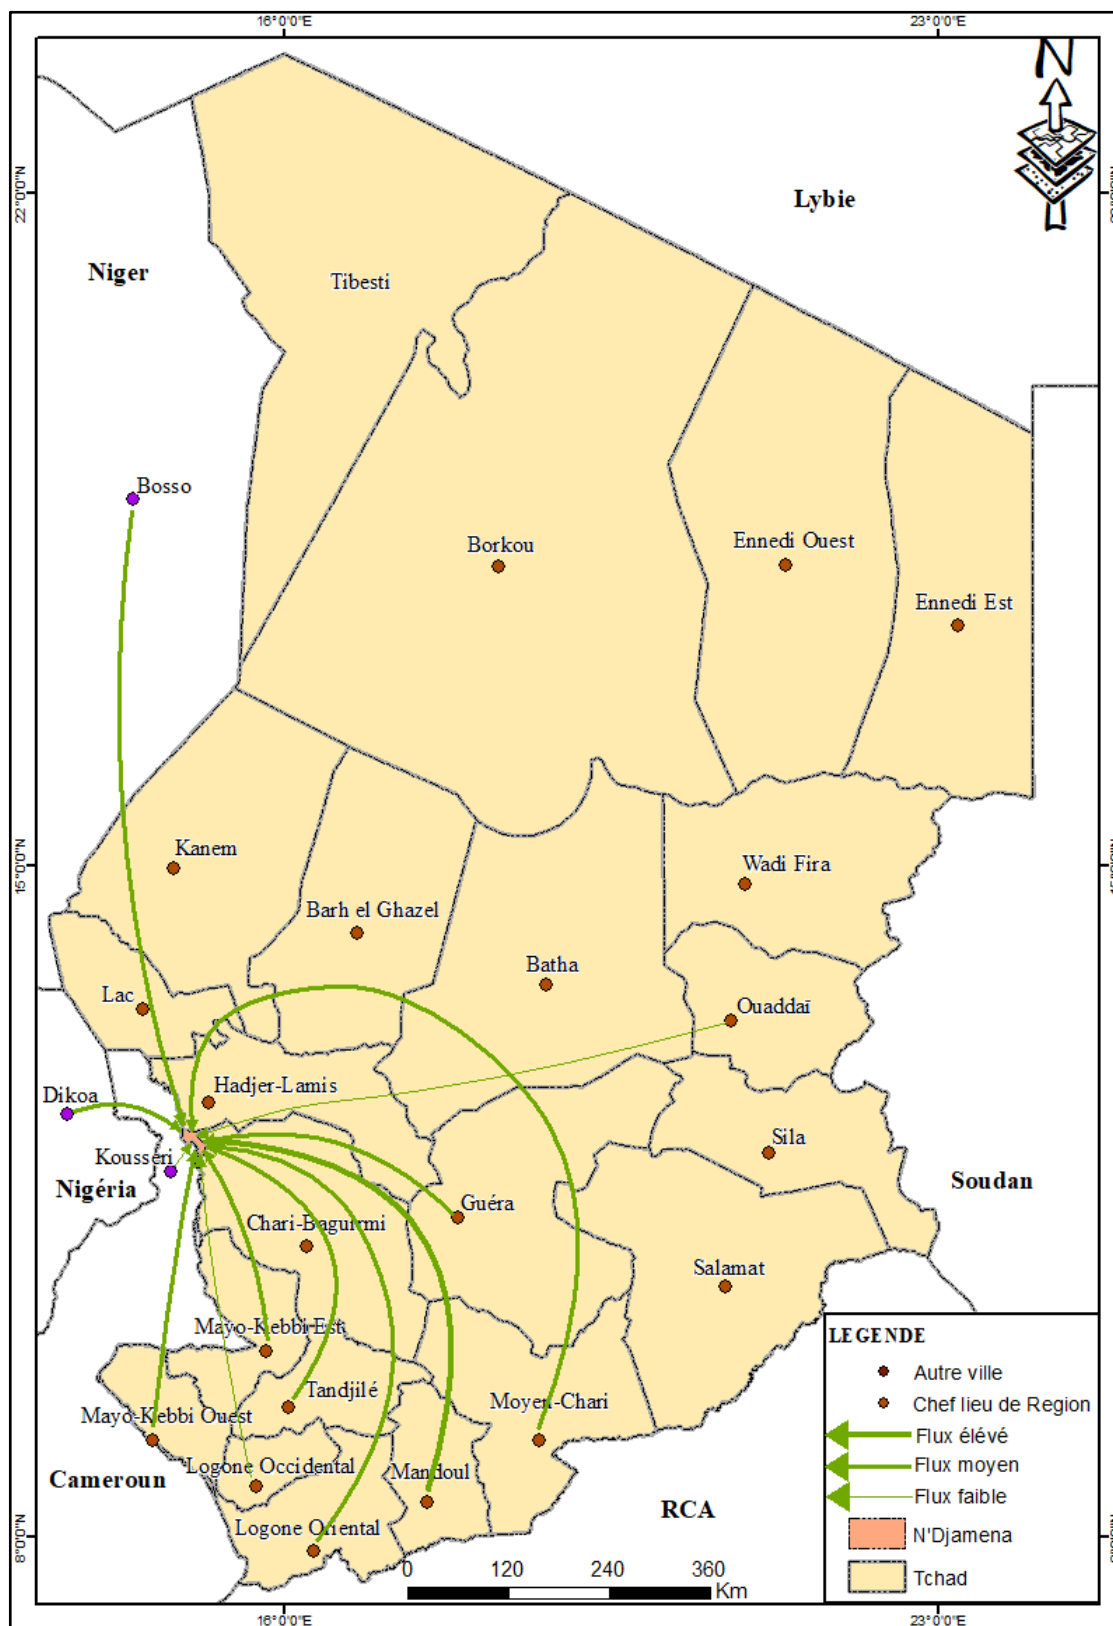 16°0'0"E
23°0'0"E
N
22°0'0"N
Lybie
Niger
Tibesti
Bosso
Borkou
Ennedi Ouest
Ennedi Est
15°0'0"N
Kanem
Wadi Fira
Barh el Ghazel
Batha
Lac
Ouaddaï
Hadjer-Lamis
Dikoa
Sila
Kousseri
Nigéria
Soudan
Guéra
Chari-Baguirmi
Salamat
Mayo-Kebbi Est
LEGENDE
Autre ville
Tandjilé
Moyen-Chari
Chef lieu de Region
Mayo-Kebbi Ouest
Flux élévé
Flux moyen
Logone Occidental
Mandoul
Cameroun
Flux faible
RCA
Logone Oriental
N'Djamena
8°0'0"N
0 120 240 360
Km
Tchad
16°0'0"E
23°0'0"E